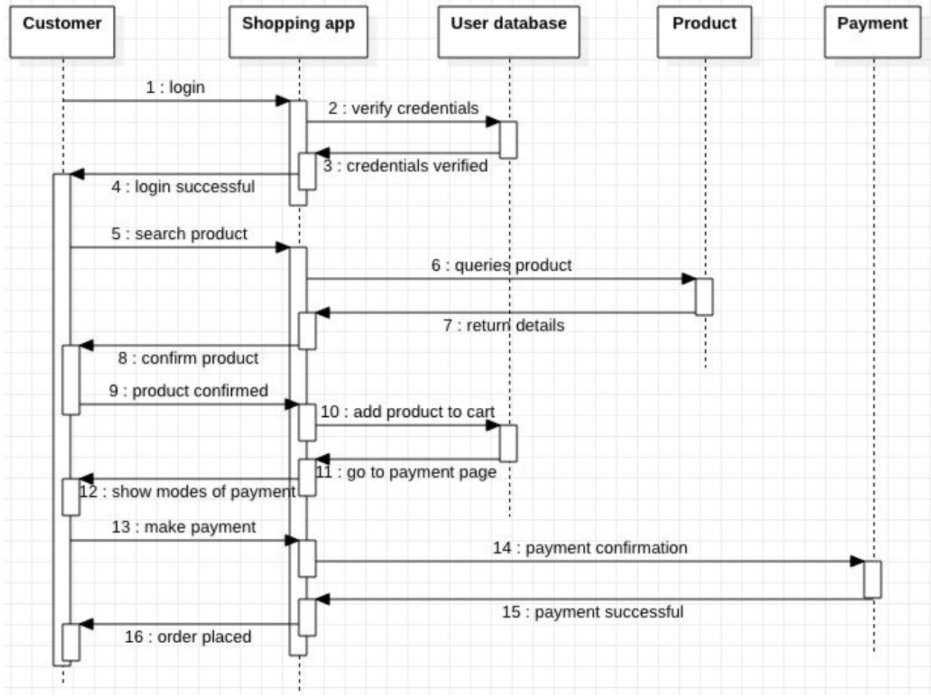 Customer
Shopping app
User database
Product
Payment
1 : login
2 : verify credentials
3 : credentials verified
4 : login successful
5 : search product
6 : queries product
7 : return details
8 : confirm product
9 : product confirmed
10 : add product to cart
11 : go to payment page
12 : show modes of payment
13 : make payment
14 : payment confirmation
15 : payment successful
16 : order placed